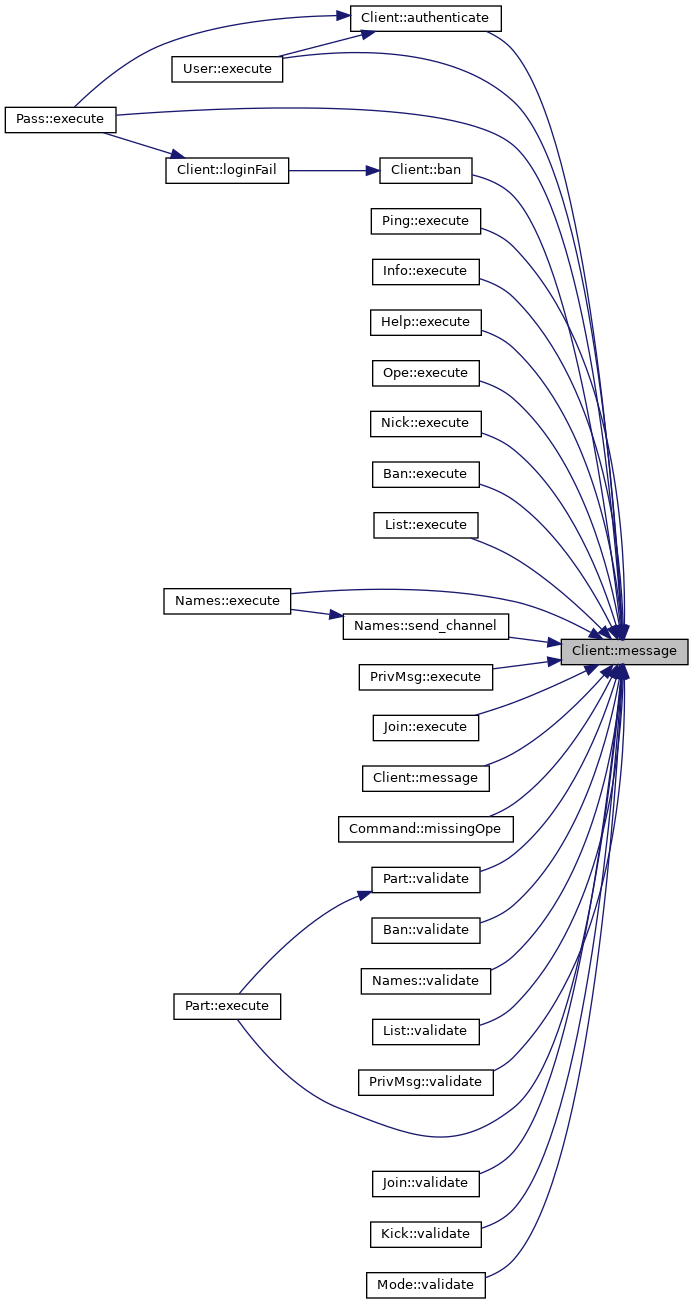 Client::authenticate
User::execute
Pass::execute
Client::loginFail
Client::ban
Ping::execute
Info::execute
Help::execute
Ope::execute
Nick::execute
Ban::execute
List::execute
Names::execute
Names::send_channel
Client::message
PrivMsg::execute
Join::execute
Client::message
Command::missingOpe
Part::validate
Ban::validate
Names::validate
Part::execute
List::validate
PrivMsg::validate
Join::validate
Kick::validate
Mode::validate